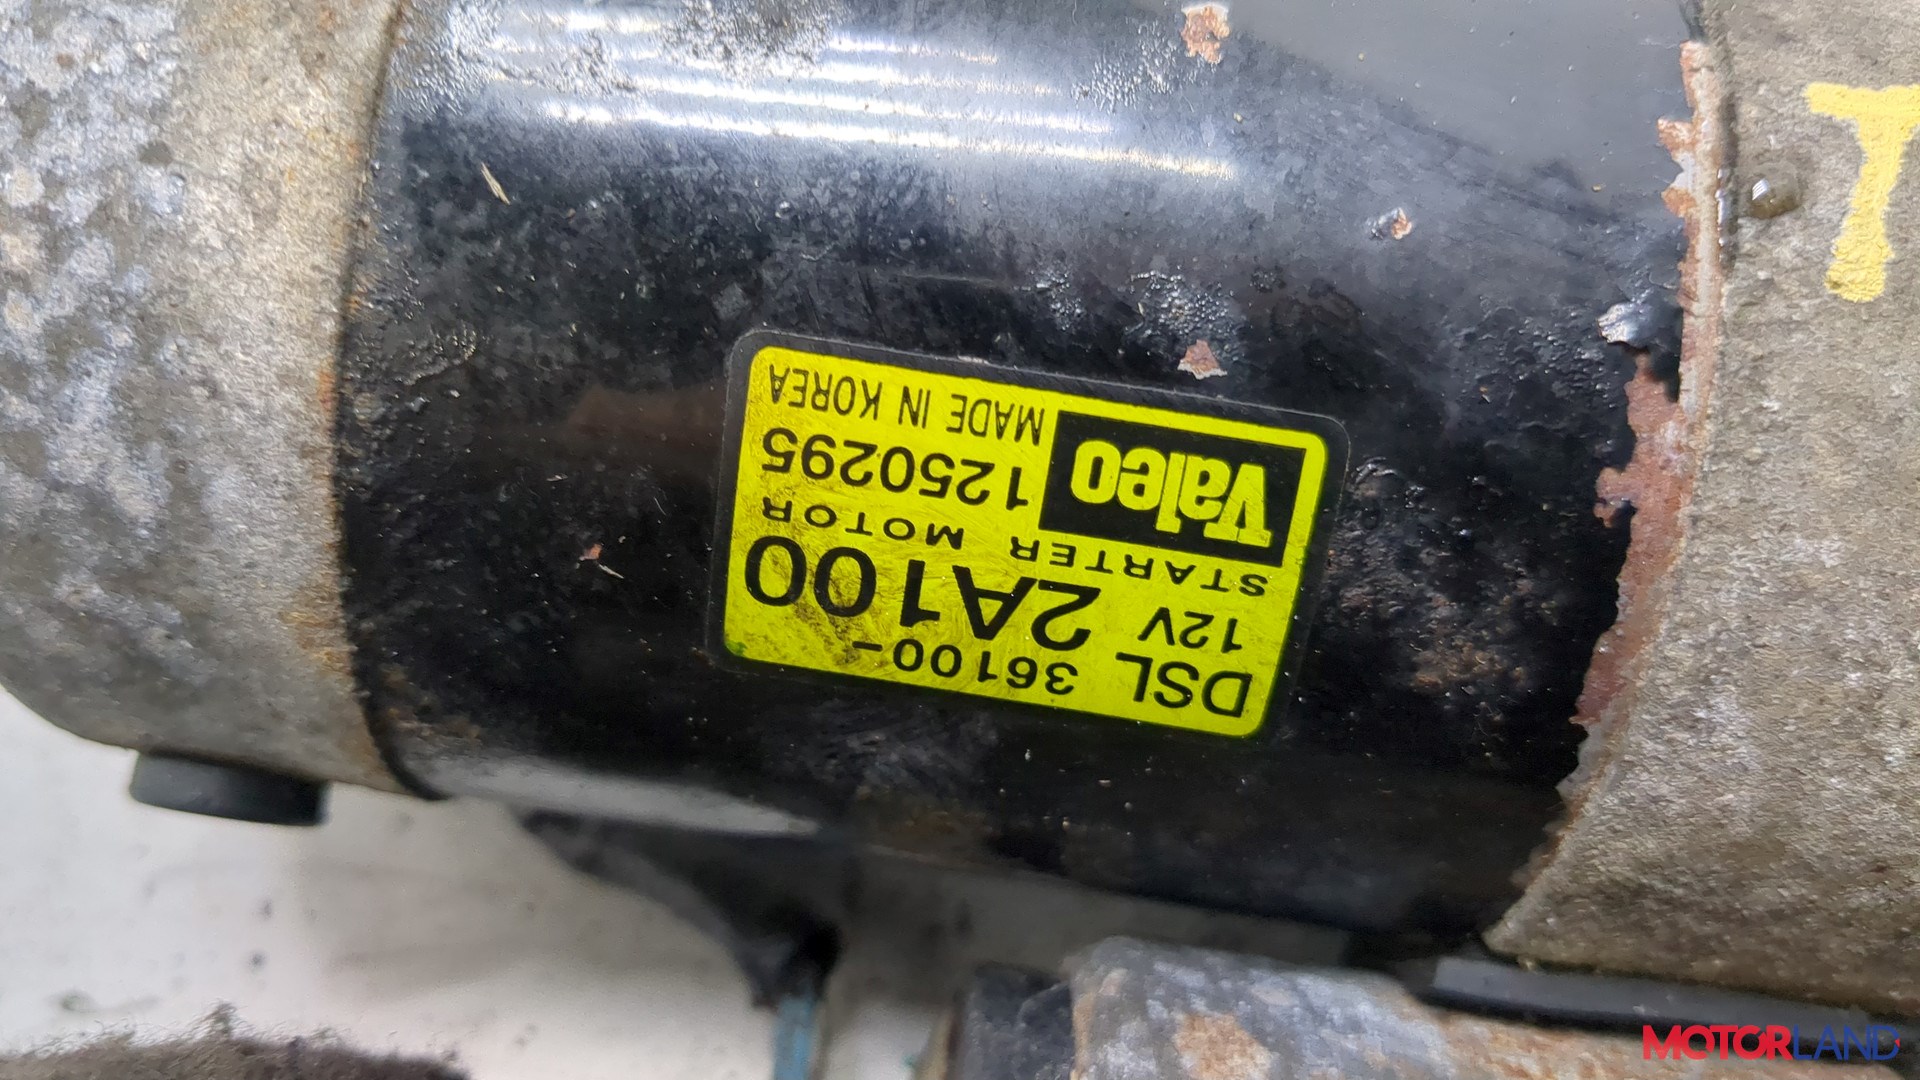 DSL 36100-
12V 2A100
STARTER MOTOR
Valeo 1250295
MADE IN KOREA
T
MOTORLAND